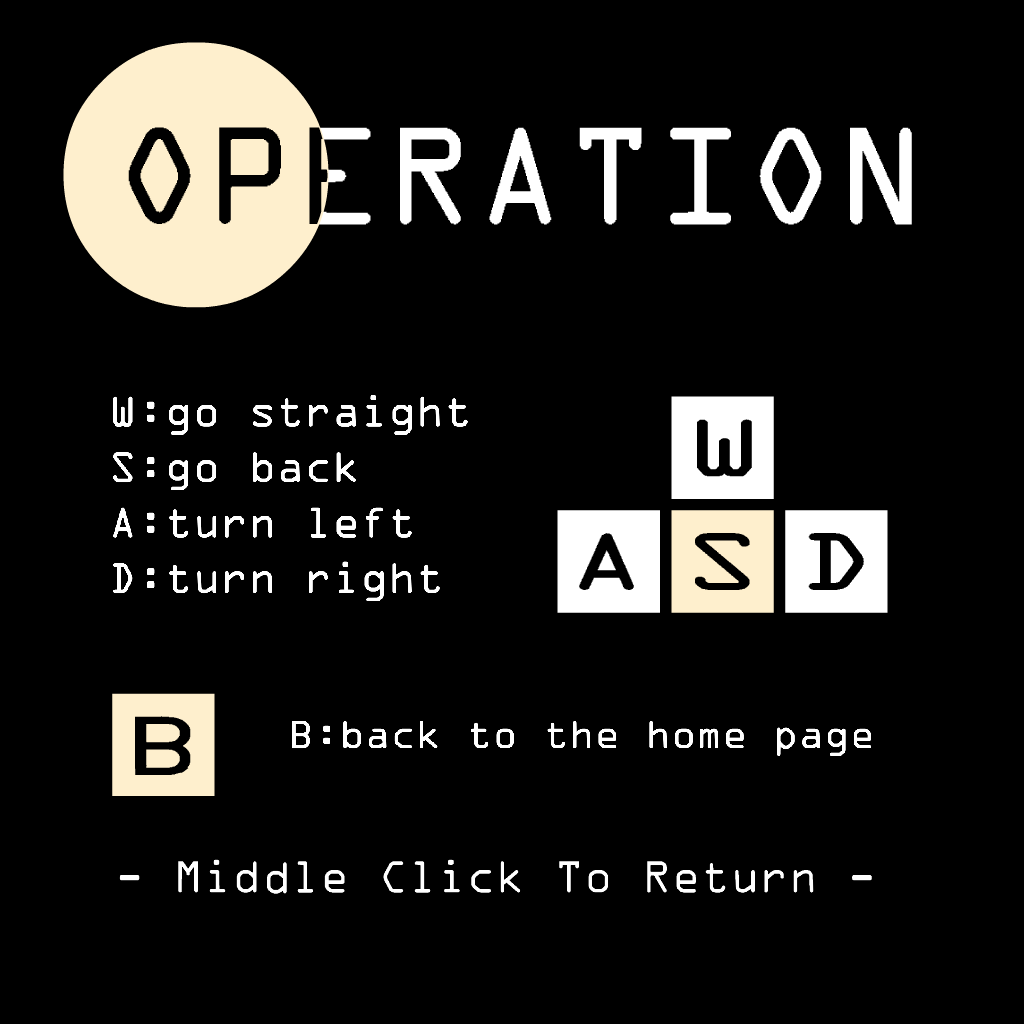 OPERATION
W:go straight
S:go back
A:turn left
D:turn right
W
A S D
B
B:back to the home page
- Middle Click To Return -